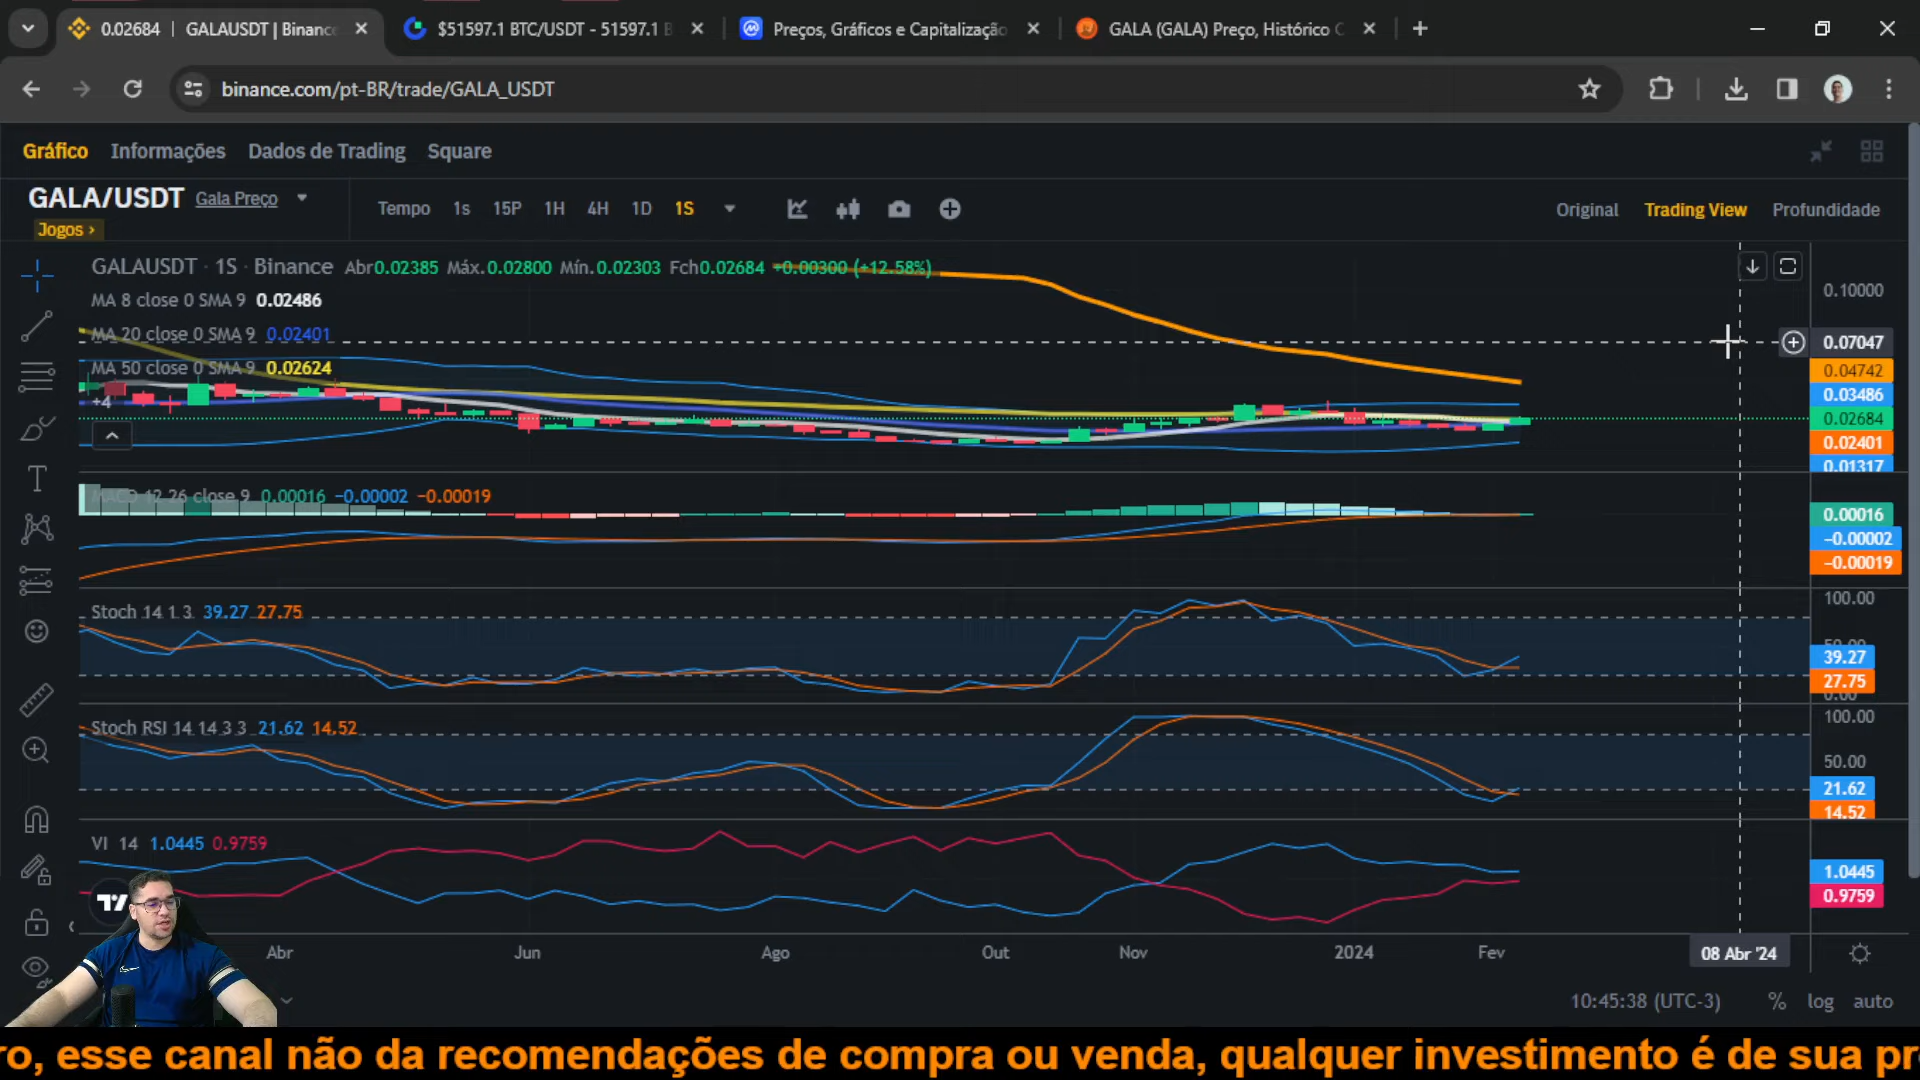 0.02684 | GALAUSDT | Binance
$51597.1 BTC/USDT - 51597.1 B
Preços, Gráficos e Capitalização
GALA (GALA) Preço, Histórico C
binance.com/pt-BR/trade/GALA_USDT
Gráfico Informações Dados de Trading Square
GALA/USDT Gala Preço
Jogos ›
Tempo 1s 15P 1H 4H 1D 1S
Original Trading View Profundidade
GALAUSDT · 1S · Binance Abr0.02385 Máx.0.02800 Mín.0.02303 Fch0.02684 +0.00300 (+12.58%)
MA 8 close 0 SMA 9 0.02486
MA 20 close 0 SMA 9 0.02401
MA 50 close 0 SMA 9 0.02624
+4
0.10000
0.07047
0.04742
0.03486
0.02684
0.02401
0.01317
MACD 12 26 close 9 0.00016 −0.00002 −0.00019
0.00016
−0.00002
−0.00019
Stoch 14 1 3 39.27 27.75
100.00
50.00
39.27
27.75
0.00
Stoch RSI 14 14 3 3 21.62 14.52
100.00
50.00
21.62
14.52
VI 14 1.0445 0.9759
1.0445
0.9759
Abr Jun Ago Out Nov 2024 Fev 08 Abr '24
10:45:38 (UTC-3) % log auto
ro, esse canal não da recomendações de compra ou venda, qualquer investimento é de sua pr